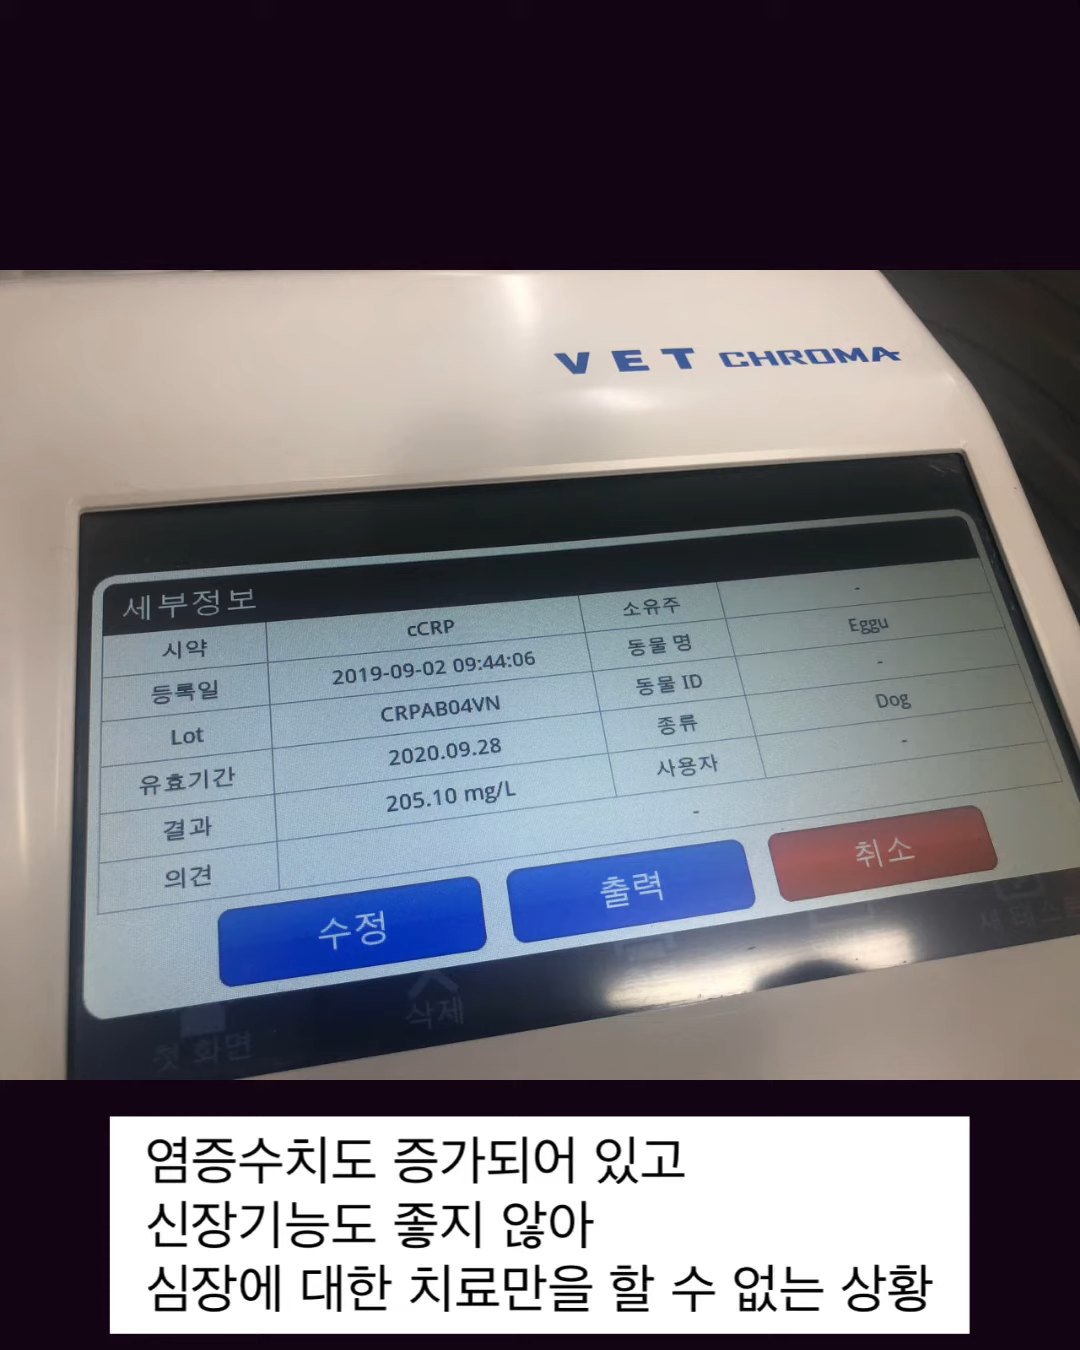 VET CHROMA
세부정보
시약 cCRP 소유주 -
등록일 2019-09-02 09:44:06 동물 명 Eggu
Lot CRPAB04VN 동물 ID -
유효기간 2020.09.28 종류 Dog
결과 205.10 mg/L 사용자 -
의견 -
수정 출력 취소
첫 화면 삭제 새 테스트
염증수치도 증가되어 있고
신장기능도 좋지 않아
심장에 대한 치료만을 할 수 없는 상황